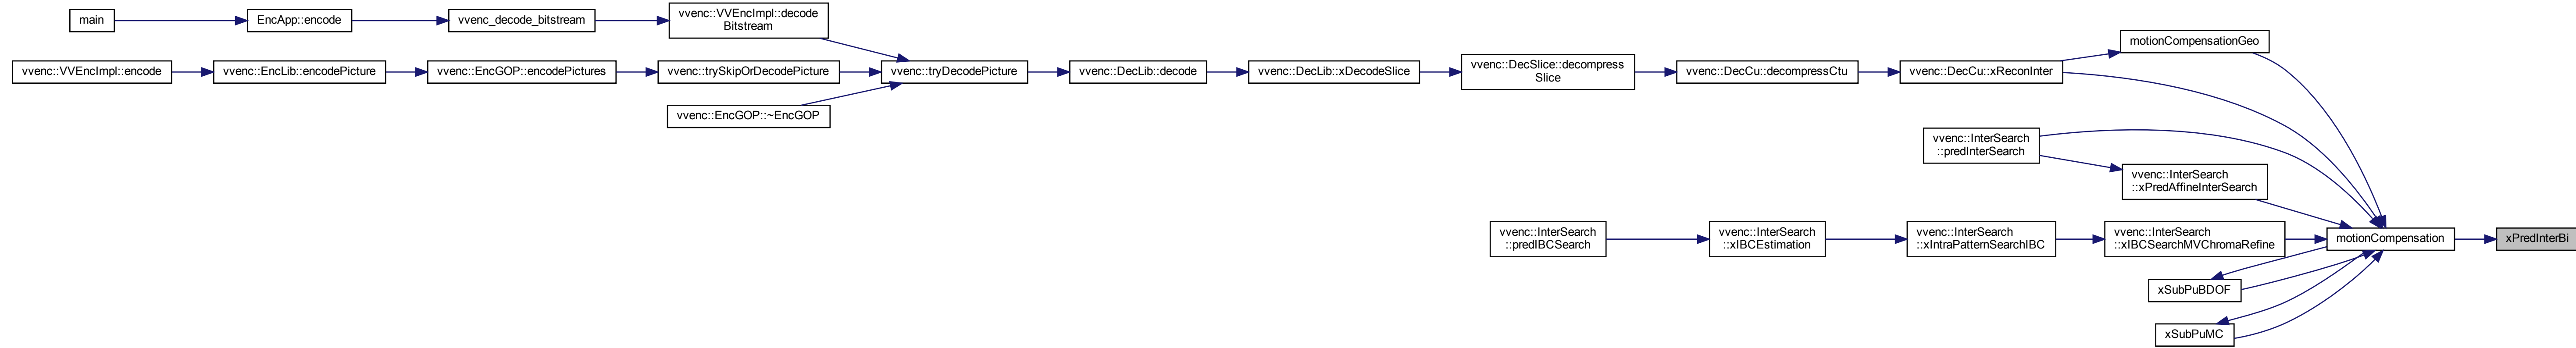 main
EncApp::encode
vvenc_decode_bitstream
vvenc::VVEncImpl::decode
Bitstream
motionCompensationGeo
vvenc::VVEncImpl::encode
vvenc::EncLib::encodePicture
vvenc::EncGOP::encodePictures
vvenc::trySkipOrDecodePicture
vvenc::tryDecodePicture
vvenc::DecLib::decode
vvenc::DecLib::xDecodeSlice
vvenc::DecSlice::decompress
Slice
vvenc::DecCu::decompressCtu
vvenc::DecCu::xReconInter
vvenc::EncGOP::~EncGOP
vvenc::InterSearch
::predInterSearch
vvenc::InterSearch
::xPredAffineInterSearch
vvenc::InterSearch
::predIBCSearch
vvenc::InterSearch
::xIBCEstimation
vvenc::InterSearch
::xIntraPatternSearchIBC
vvenc::InterSearch
::xIBCSearchMVChromaRefine
motionCompensation
xPredInterBi
xSubPuBDOF
xSubPuMC